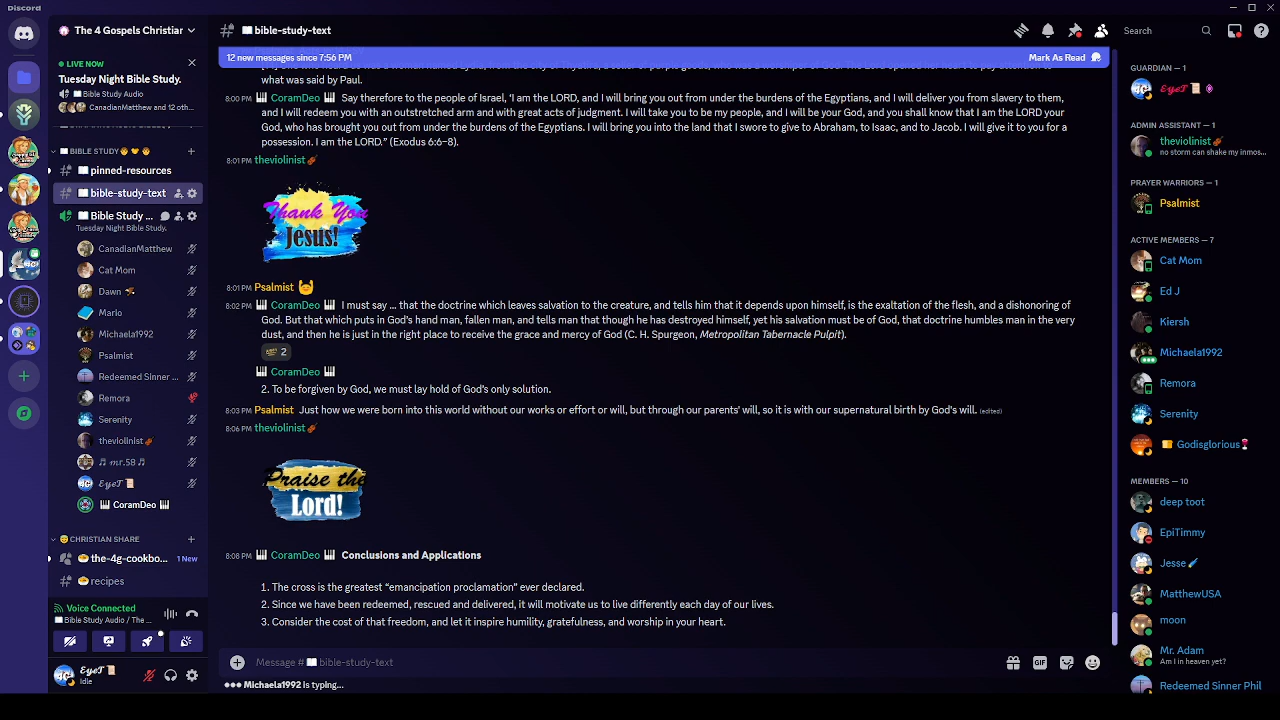 Discord
The 4 Gospels Christian
LIVE NOW
Tuesday Night Bible Study.
Bible Study Audio
CanadianMatthew and 12 oth...
BIBLE STUDY
pinned-resources
bible-study-text
Bible Study ...
Tuesday Night Bible Study.
CanadianMatthew
Cat Mom
Dawn
Mario
Michaela1992
Psalmist
Redeemed Sinner ...
Remora
Serenity
theviolinist
🎵 𝓶𝓻.58 🎵
EyeT
CoramDeo
CHRISTIAN SHARE
the-4g-cookbo... 1 New
recipes
Voice Connected
Bible Study Audio / The ...
EyeT
Idle
bible-study-text
Search
12 new messages since 7:56 PM Mark As Read
what was said by Paul.
8:00 PM CoramDeo Say therefore to the people of Israel, ‘I am the LORD, and I will bring you out from under the burdens of the Egyptians, and I will deliver you from slavery to them,
and I will redeem you with an outstretched arm and with great acts of judgment. I will take you to be my people, and I will be your God, and you shall know that I am the LORD your
God, who has brought you out from under the burdens of the Egyptians. I will bring you into the land that I swore to give to Abraham, to Isaac, and to Jacob. I will give it to you for a
possession. I am the LORD.” (Exodus 6:6–8).
8:01 PM theviolinist
Thank You
Jesus!
8:01 PM Psalmist
8:02 PM CoramDeo I must say ... that the doctrine which leaves salvation to the creature, and tells him that it depends upon himself, is the exaltation of the flesh, and a dishonoring of
God. But that which puts in God’s hand man, fallen man, and tells man that though he has destroyed himself, yet his salvation must be of God, that doctrine humbles man in the very
dust, and then he is just in the right place to receive the grace and mercy of God (C. H. Spurgeon, Metropolitan Tabernacle Pulpit).
2
CoramDeo
2. To be forgiven by God, we must lay hold of God’s only solution.
8:03 PM Psalmist Just how we were born into this world without our works or effort or will, but through our parents' will, so it is with our supernatural birth by God's will. (edited)
8:06 PM theviolinist
Praise the
Lord!
8:08 PM CoramDeo Conclusions and Applications
1. The cross is the greatest “emancipation proclamation” ever declared.
2. Since we have been redeemed, rescued and delivered, it will motivate us to live differently each day of our lives.
3. Consider the cost of that freedom, and let it inspire humility, gratefulness, and worship in your heart.
Message # bible-study-text
GIF
Michaela1992 is typing...
GUARDIAN — 1
EyeT
ADMIN ASSISTANT — 1
theviolinist
no storm can shake my inmos...
PRAYER WARRIORS — 1
Psalmist
ACTIVE MEMBERS — 7
Cat Mom
Ed J
Kiersh
Michaela1992
Remora
Serenity
Godisglorious
MEMBERS — 10
deep toot
EpiTimmy
Jesse
MatthewUSA
moon
Mr. Adam
Am I in heaven yet?
Redeemed Sinner Phil